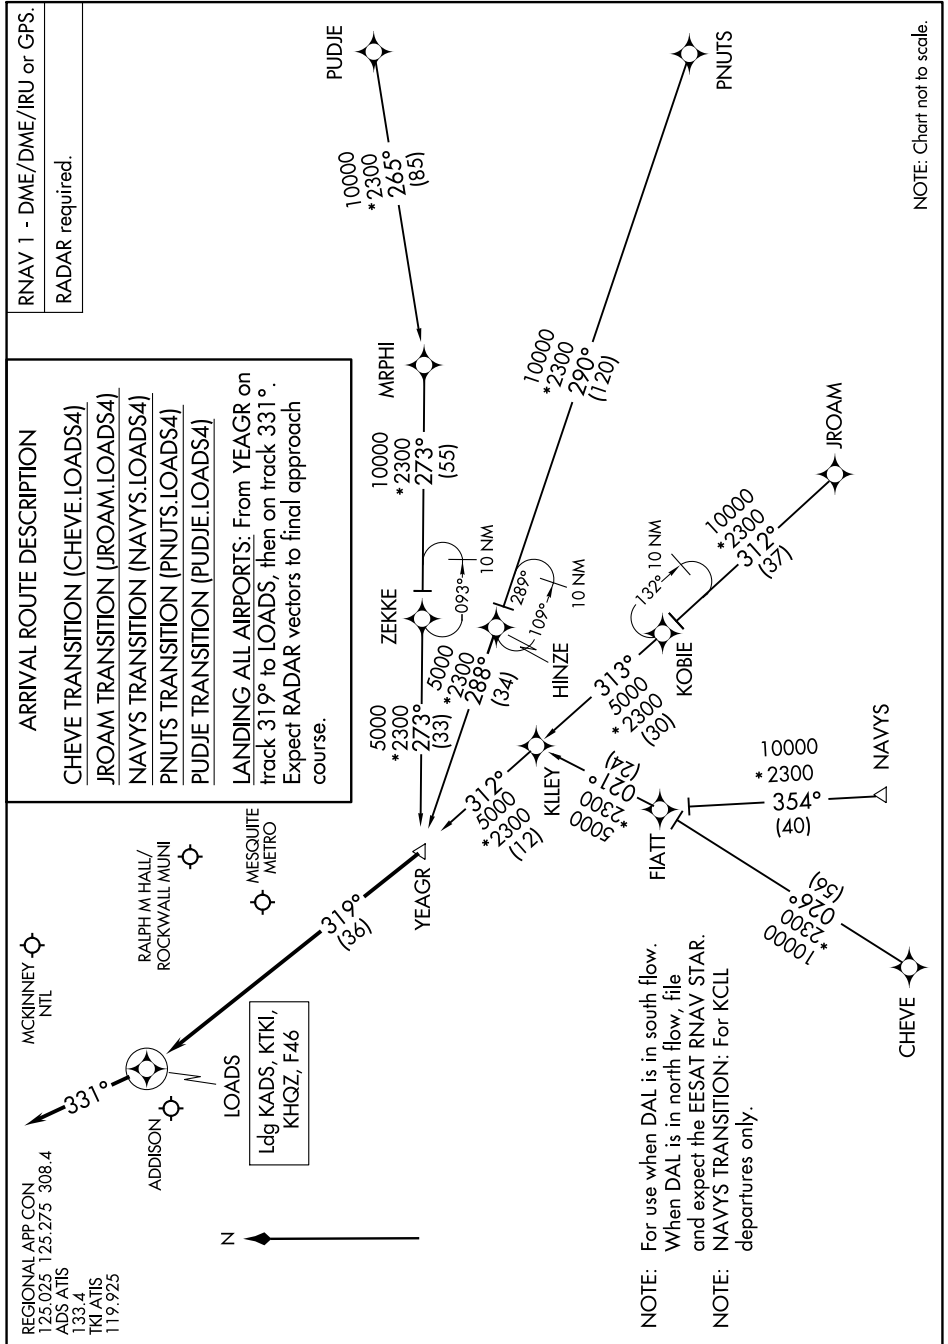 REGIONAL APP CON
125.025 125.275 308.4
ADS ATIS
133.4
TKI ATIS
119.925
MCKINNEY
NTL
RALPH M HALL/
ROCKWALL MUNI
MESQUITE
METRO
ADDISON
331°
LOADS
Ldg KADS, KTKI,
KHQZ, F46
N
319°
(36)
YEAGR
ARRIVAL ROUTE DESCRIPTION
CHEVE TRANSITION (CHEVE.LOADS4)
JROAM TRANSITION (JROAM.LOADS4)
NAVYS TRANSITION (NAVYS.LOADS4)
PNUTS TRANSITION (PNUTS.LOADS4)
PUDJE TRANSITION (PUDJE.LOADS4)
LANDING ALL AIRPORTS: From YEAGR on
track 319° to LOADS, then on track 331°.
Expect RADAR vectors to final approach
course.
RNAV 1 - DME/DME/IRU or GPS.
RADAR required.
PUDJE
10000
*2300
265°
(85)
MRPHI
10000
*2300
273°
(55)
ZEKKE
093°
10 NM
5000
*2300
273°
(33)
PNUTS
10000
*2300
290°
(120)
HINZE
289°
109°
10 NM
5000
*2300
288°
(34)
JROAM
10000
*2300
312°
(37)
KOBIE
132°
10 NM
313°
5000
*2300
(30)
KLLEY
312°
5000
*2300
(12)
FIATT
(24)
021°
*2300
5000
NAVYS
10000
*2300
354°
(40)
CHEVE
(56)
026°
*2300
10000
NOTE: For use when DAL is in south flow.
When DAL is in north flow, file
and expect the EESAT RNAV STAR.
NOTE: NAVYS TRANSITION: For KCLL
departures only.
NOTE: Chart not to scale.